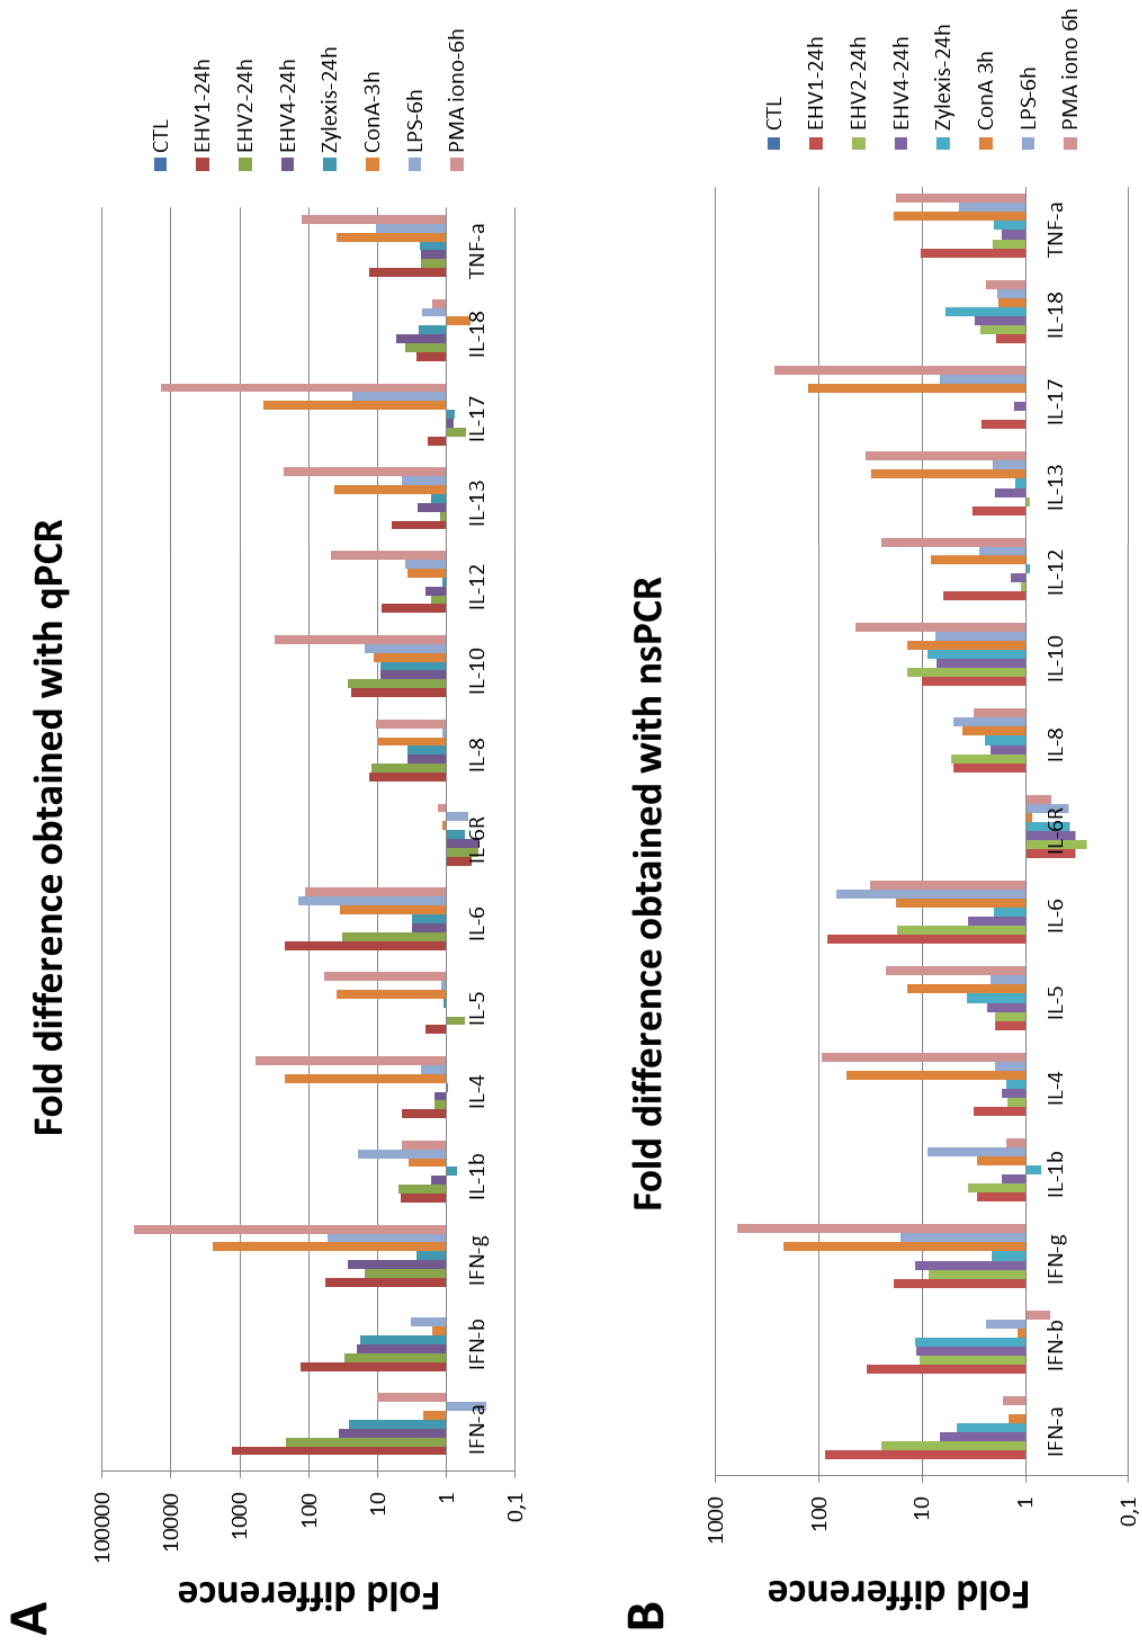 A
Fold difference obtained with qPCR
Fold difference
100000
10000
1000
100
10
1
0,1
IFN-a
IFN-b
IFN-g
IL-1b
IL-4
IL-5
IL-6
IL-6R
IL-8
IL-10
IL-12
IL-13
IL-17
IL-18
TNF-a
CTL
EHV1-24h
EHV2-24h
EHV4-24h
Zylexis-24h
ConA-3h
LPS-6h
PMA iono-6h
B
Fold difference obtained with nsPCR
Fold difference
1000
100
10
1
0,1
IFN-a
IFN-b
IFN-g
IL-1b
IL-4
IL-5
IL-6
IL-6R
IL-8
IL-10
IL-12
IL-13
IL-17
IL-18
TNF-a
CTL
EHV1-24h
EHV2-24h
EHV4-24h
Zylexis-24h
ConA 3h
LPS-6h
PMA iono 6h